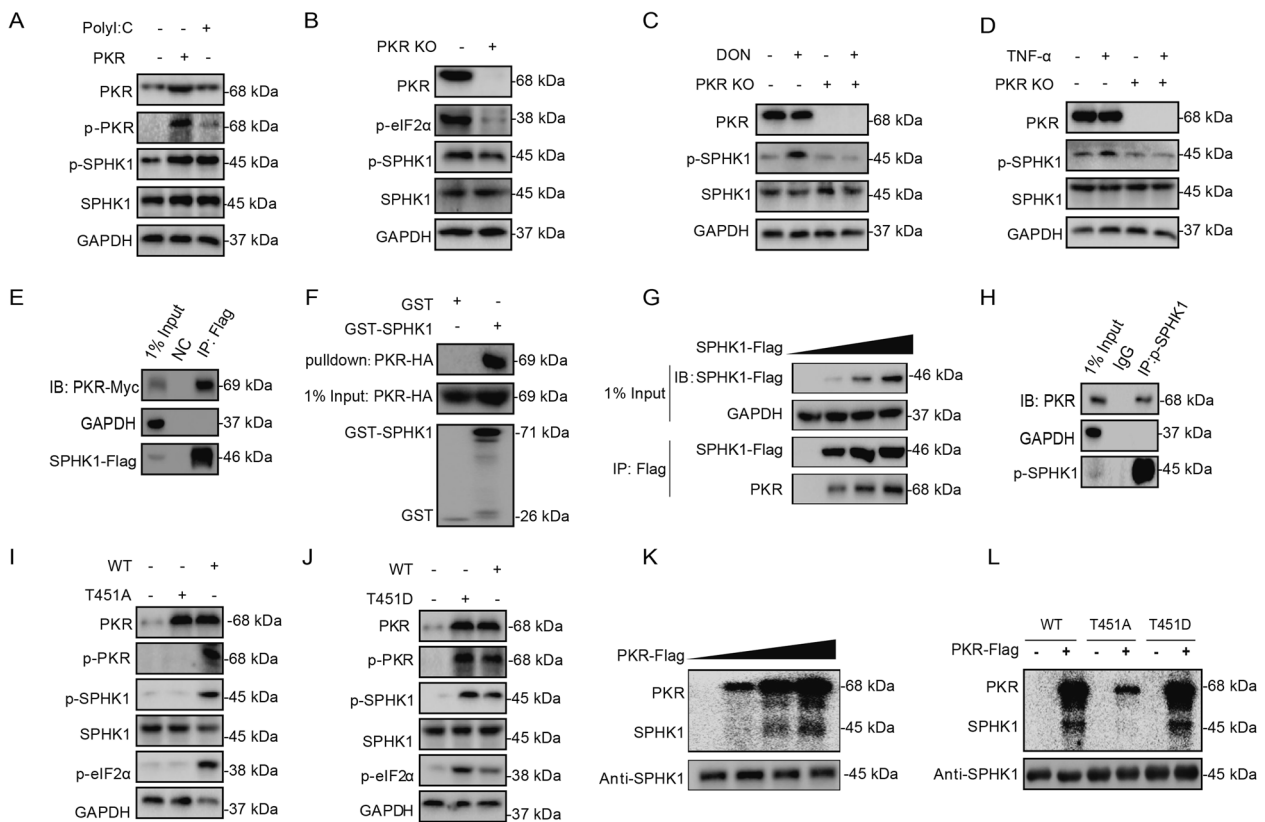 A
PolyI:C - - +
PKR - + -
PKR -68 kDa
p-PKR -68 kDa
p-SPHK1 -45 kDa
SPHK1 -45 kDa
GAPDH -37 kDa
B
PKR KO - +
PKR -68 kDa
p-eIF2α -38 kDa
p-SPHK1 -45 kDa
SPHK1 -45 kDa
GAPDH -37 kDa
C
DON - + - +
PKR KO - - + +
PKR -68 kDa
p-SPHK1 -45 kDa
SPHK1 -45 kDa
GAPDH -37 kDa
D
TNF-α - + - +
PKR KO - - + +
PKR -68 kDa
p-SPHK1 -45 kDa
SPHK1 -45 kDa
GAPDH -37 kDa
E
1% Input NC IP: Flag
IB: PKR-Myc -69 kDa
GAPDH -37 kDa
SPHK1-Flag -46 kDa
F
GST + -
GST-SPHK1 - +
pulldown: PKR-HA -69 kDa
1% Input: PKR-HA -69 kDa
GST-SPHK1 -71 kDa
GST -26 kDa
G
SPHK1-Flag
1% Input
IB: SPHK1-Flag -46 kDa
GAPDH -37 kDa
IP: Flag
SPHK1-Flag -46 kDa
PKR -68 kDa
H
1% Input IgG IP:p-SPHK1
IB: PKR -68 kDa
GAPDH -37 kDa
p-SPHK1 -45 kDa
I
WT - - +
T451A - + -
PKR -68 kDa
p-PKR -68 kDa
p-SPHK1 -45 kDa
SPHK1 -45 kDa
p-eIF2α -38 kDa
GAPDH -37 kDa
J
WT - - +
T451D - + -
PKR -68 kDa
p-PKR -68 kDa
p-SPHK1 -45 kDa
SPHK1 -45 kDa
p-eIF2α -38 kDa
GAPDH -37 kDa
K
PKR-Flag
PKR -68 kDa
SPHK1 -45 kDa
Anti-SPHK1 -45 kDa
L
WT T451A T451D
PKR-Flag - + - + - +
PKR -68 kDa
SPHK1 -45 kDa
Anti-SPHK1 -45 kDa